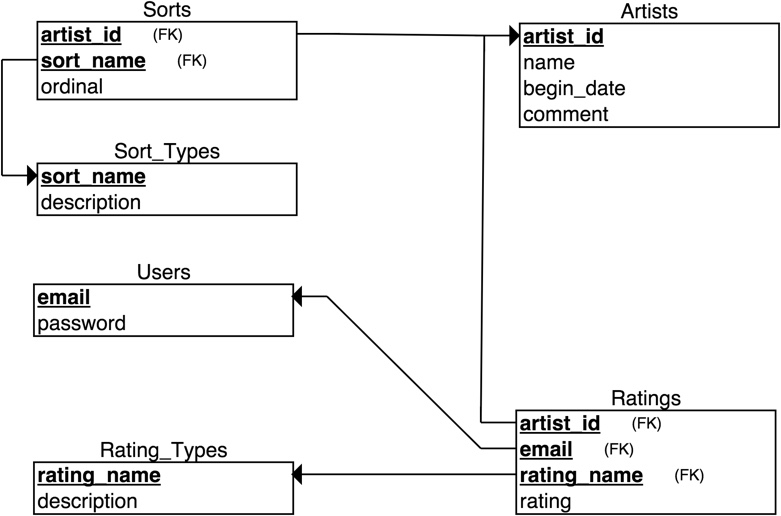 Sorts
artist_id (FK)
sort_name (FK)
ordinal
Artists
artist_id
name
begin_date
comment
Sort_Types
sort_name
description
Users
email
password
Rating_Types
rating_name
description
Ratings
artist_id (FK)
email (FK)
rating_name (FK)
rating